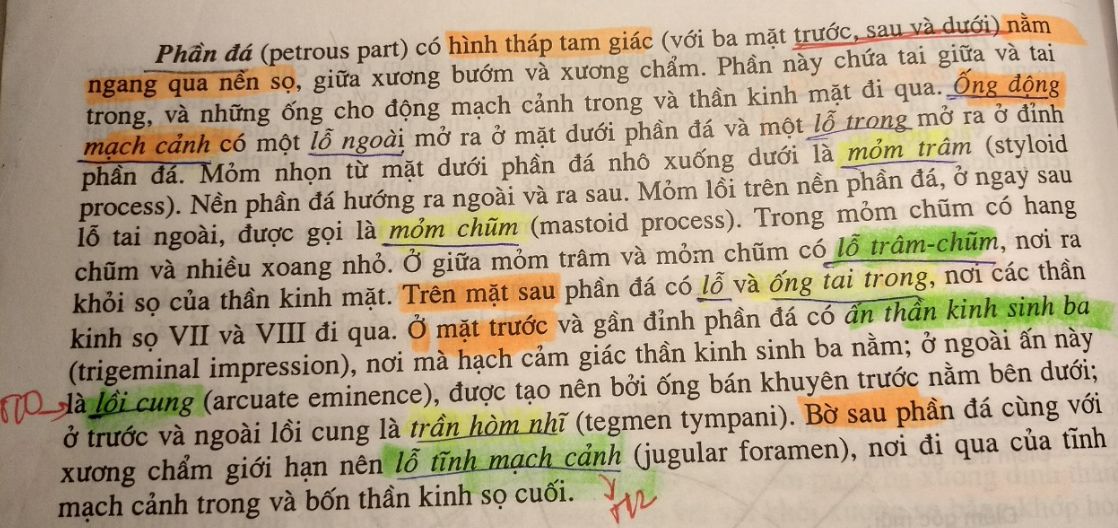 Phần đá (petrous part) có hình tháp tam giác (với ba mặt trước, sau và dưới) nằm
ngang qua nền sọ, giữa xương bướm và xương chẩm. Phần này chứa tai giữa và tai
trong, và những ống cho động mạch cảnh trong và thần kinh mặt đi qua. Ống động
mạch cảnh có một lỗ ngoài mở ra ở mặt dưới phần đá và một lỗ trong mở ra ở đỉnh
phần đá. Mỏm nhọn từ mặt dưới phần đá nhô xuống dưới là mỏm trâm (styloid
process). Nền phần đá hướng ra ngoài và ra sau. Mỏm lồi trên nền phần đá, ở ngay sau
lỗ tai ngoài, được gọi là mỏm chũm (mastoid process). Trong mỏm chũm có hang
chũm và nhiều xoang nhỏ. Ở giữa mỏm trâm và mỏm chũm có lỗ trâm-chũm, nơi ra
khỏi sọ của thần kinh mặt. Trên mặt sau phần đá có lỗ và ống tai trong, nơi các thần
kinh sọ VII và VIII đi qua. Ở mặt trước và gần đỉnh phần đá có ấn thần kinh sinh ba
(trigeminal impression), nơi mà hạch cảm giác thần kinh sinh ba nằm; ở ngoài ấn này
là lồi cung (arcuate eminence), được tạo nên bởi ống bán khuyên trước nằm bên dưới;
ở trước và ngoài lồi cung là trần hòm nhĩ (tegmen tympani). Bờ sau phần đá cùng với
xương chẩm giới hạn nên lỗ tĩnh mạch cảnh (jugular foramen), nơi đi qua của tĩnh
mạch cảnh trong và bốn thần kinh sọ cuối.